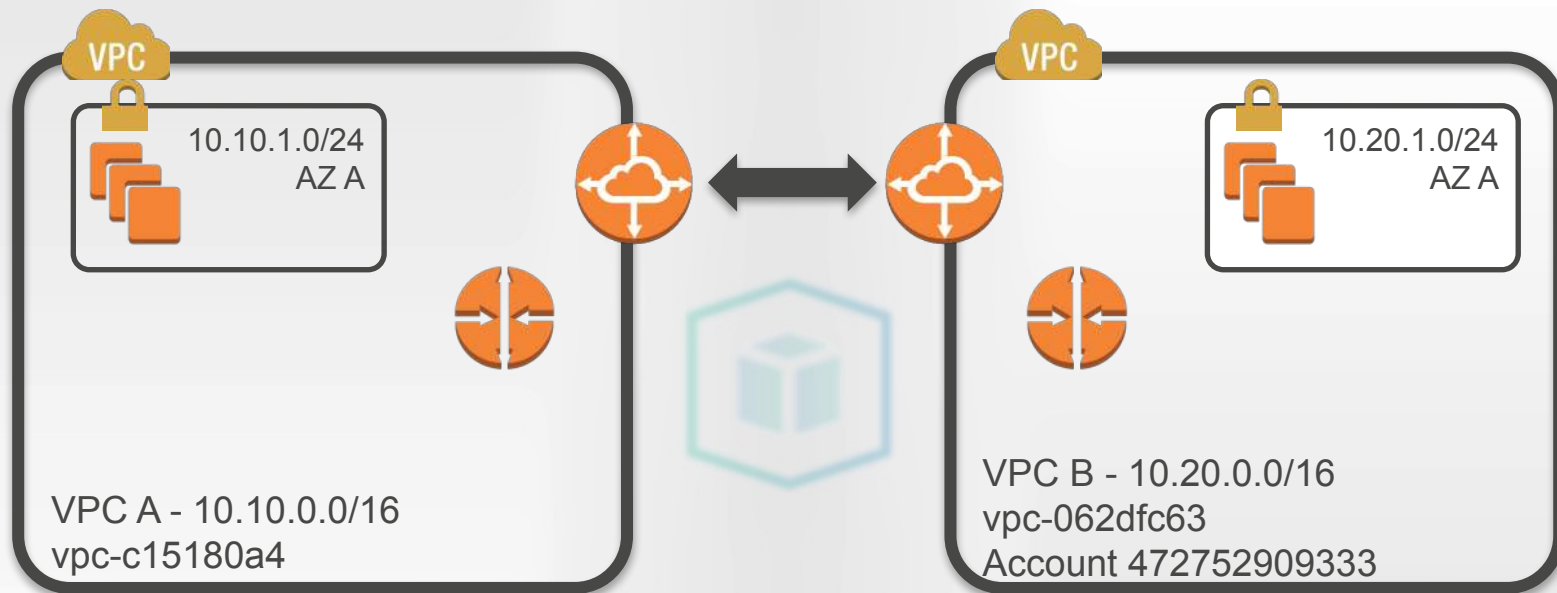 VPC
10.10.1.0/24
AZ A
VPC A - 10.10.0.0/16
vpc-c15180a4
VPC
10.20.1.0/24
AZ A
VPC B - 10.20.0.0/16
vpc-062dfc63
Account 472752909333